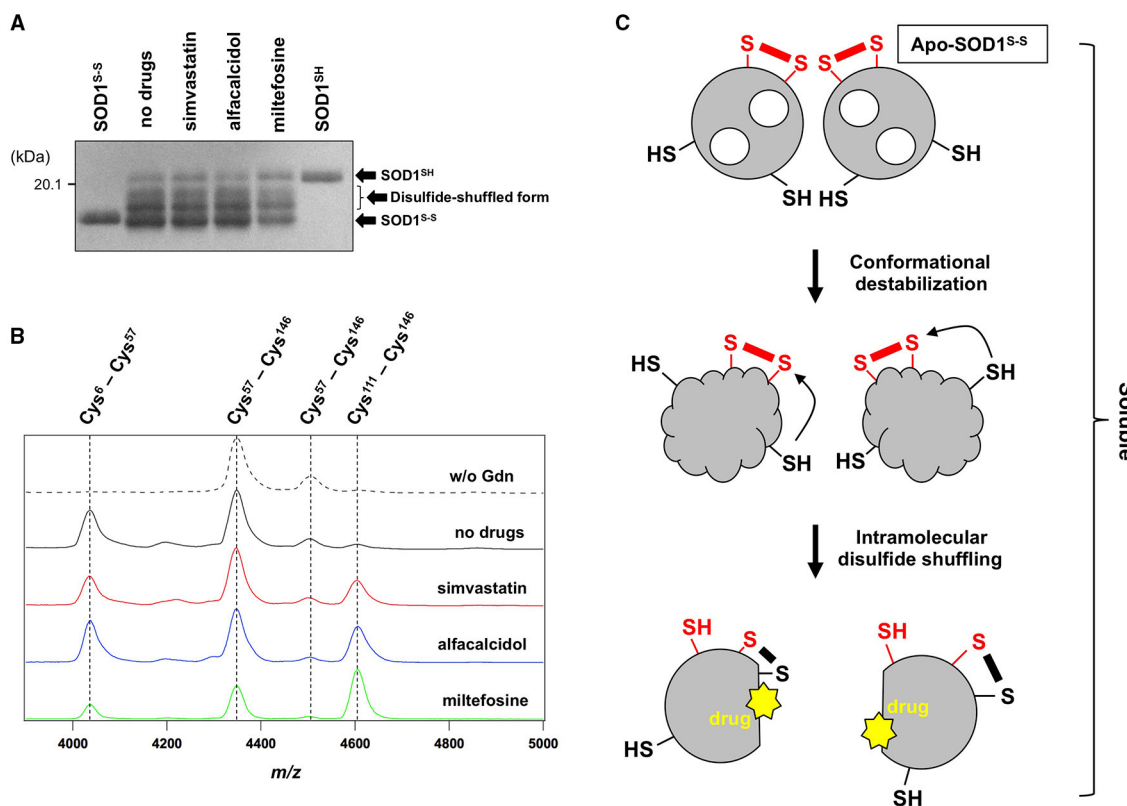 A
SOD1S-S
no drugs
simvastatin
alfacalcidol
miltefosine
SOD1SH
(kDa)
20.1
SOD1SH
Disulfide-shuffled form
SOD1S-S
B
Cys6 – Cys57
Cys57 – Cys146
Cys57 – Cys146
Cys111 – Cys146
w/o Gdn
no drugs
simvastatin
alfacalcidol
miltefosine
4000 4200 4400 4600 4800 5000
m/z
C
S S
S S
Apo-SOD1S-S
HS
SH
SH
HS
Conformational
destabilization
HS
S
S
SH
S
S
SH
HS
Intramolecular
disulfide shuffling
SH
S
S
drug
HS
SH
S
S
drug
SH
Soluble